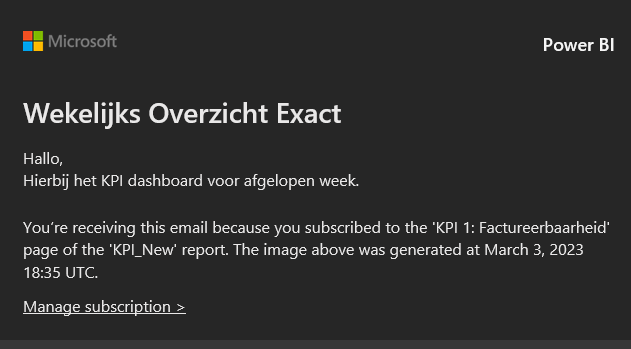 Microsoft
Power BI
Wekelijks Overzicht Exact
Hallo,
Hierbij het KPI dashboard voor afgelopen week.
You’re receiving this email because you subscribed to the 'KPI 1: Factureerbaarheid'
page of the 'KPI_New' report. The image above was generated at March 3, 2023
18:35 UTC.
Manage subscription >